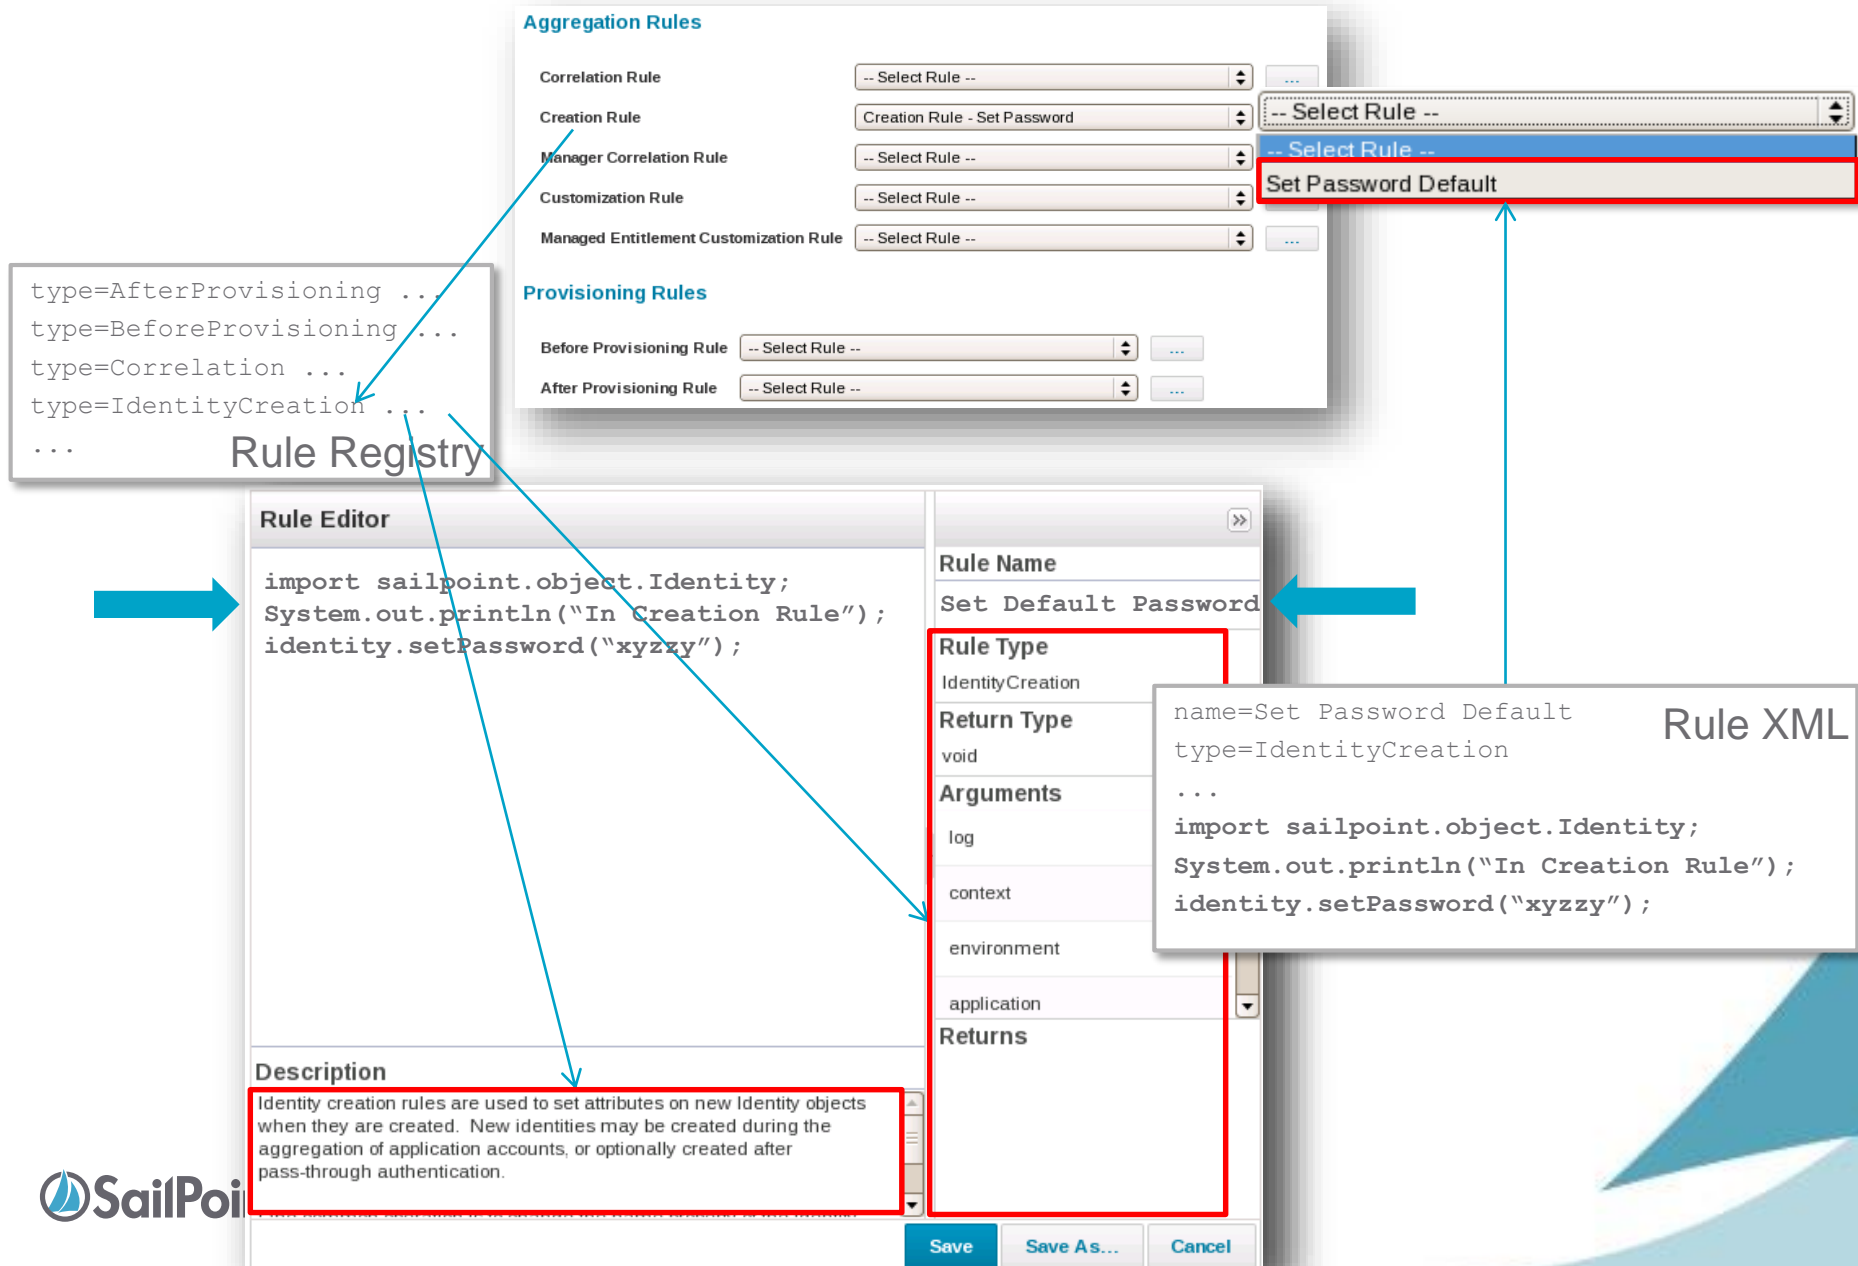 Aggregation Rules
Correlation Rule
-- Select Rule --
...
Creation Rule
Creation Rule - Set Password
Manager Correlation Rule
-- Select Rule --
Customization Rule
-- Select Rule --
Managed Entitlement Customization Rule
-- Select Rule --
...
Provisioning Rules
Before Provisioning Rule
-- Select Rule --
...
After Provisioning Rule
-- Select Rule --
...
-- Select Rule --
-- Select Rule --
Set Password Default
type=AfterProvisioning ...
type=BeforeProvisioning ...
type=Correlation ...
type=IdentityCreation ...
...
Rule Registry
Rule Editor
import sailpoint.object.Identity;
System.out.println(“In Creation Rule”);
identity.setPassword(“xyzzy”);
Description
Identity creation rules are used to set attributes on new Identity objects
when they are created. New identities may be created during the
aggregation of application accounts, or optionally created after
pass-through authentication.
Rule Name
Set Default Password
Rule Type
IdentityCreation
Return Type
void
Arguments
log
context
environment
application
Returns
Save
Save As...
Cancel
name=Set Password Default
Rule XML
type=IdentityCreation
...
import sailpoint.object.Identity;
System.out.println(“In Creation Rule”);
identity.setPassword(“xyzzy”);
SailPoi